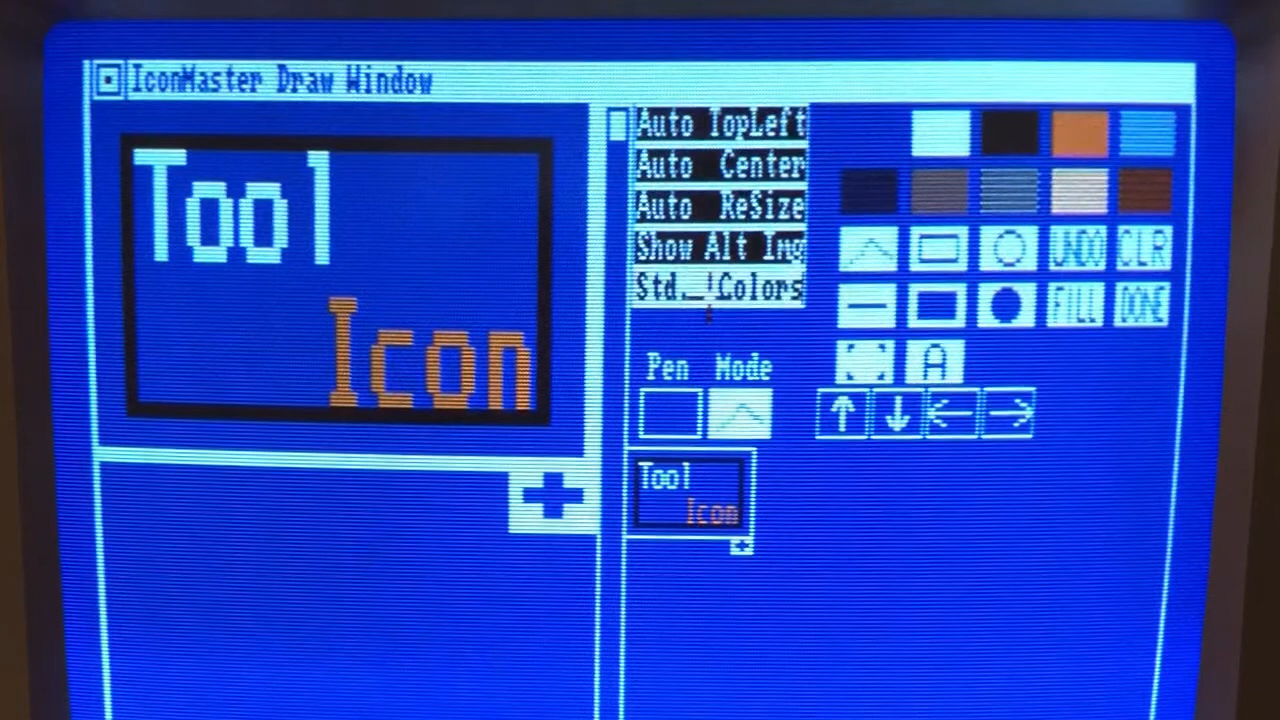 IconMaster Draw Window
Tool
Icon
Auto TopLeft
Auto Center
Auto ReSize
Show Alt Img
Std. Colors
UNDO
CLR
FILL
DONE
A
Pen Mode
Tool
Icon